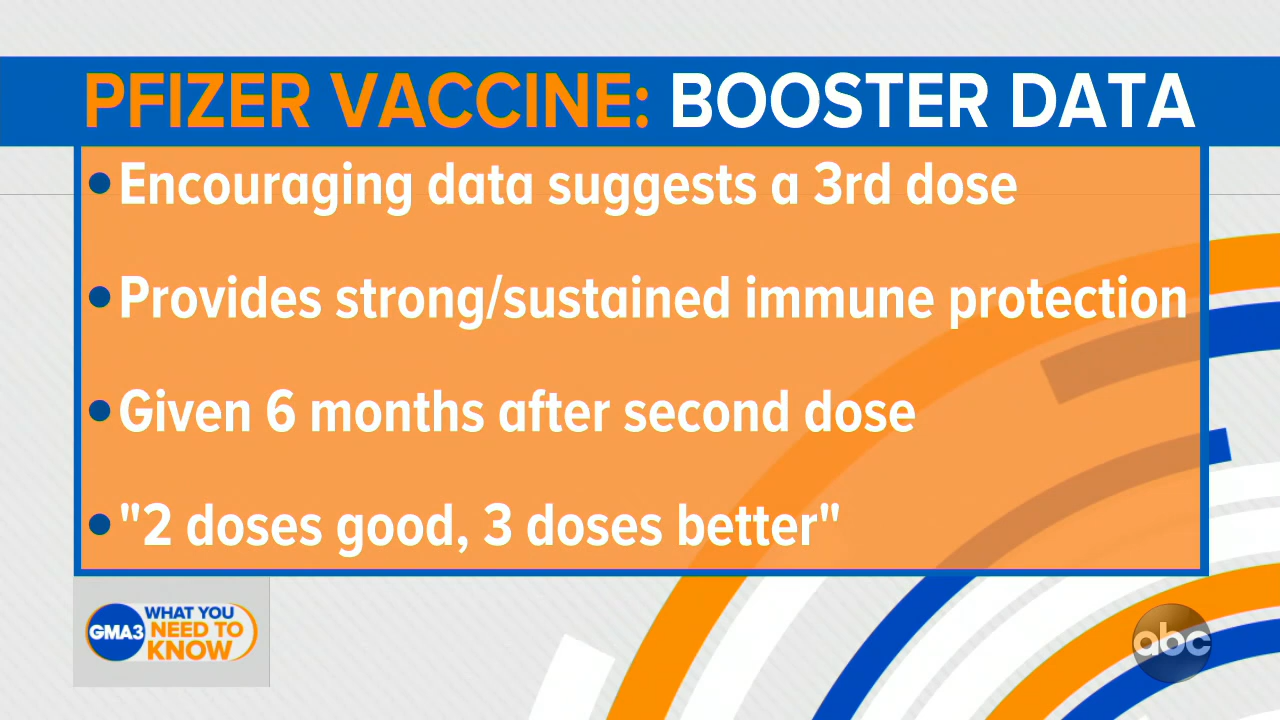 PFIZER VACCINE: BOOSTER DATA
• Encouraging data suggests a 3rd dose
• Provides strong/sustained immune protection
• Given 6 months after second dose
• "2 doses good, 3 doses better"
GMA3
WHAT YOU
NEED TO
KNOW
abc